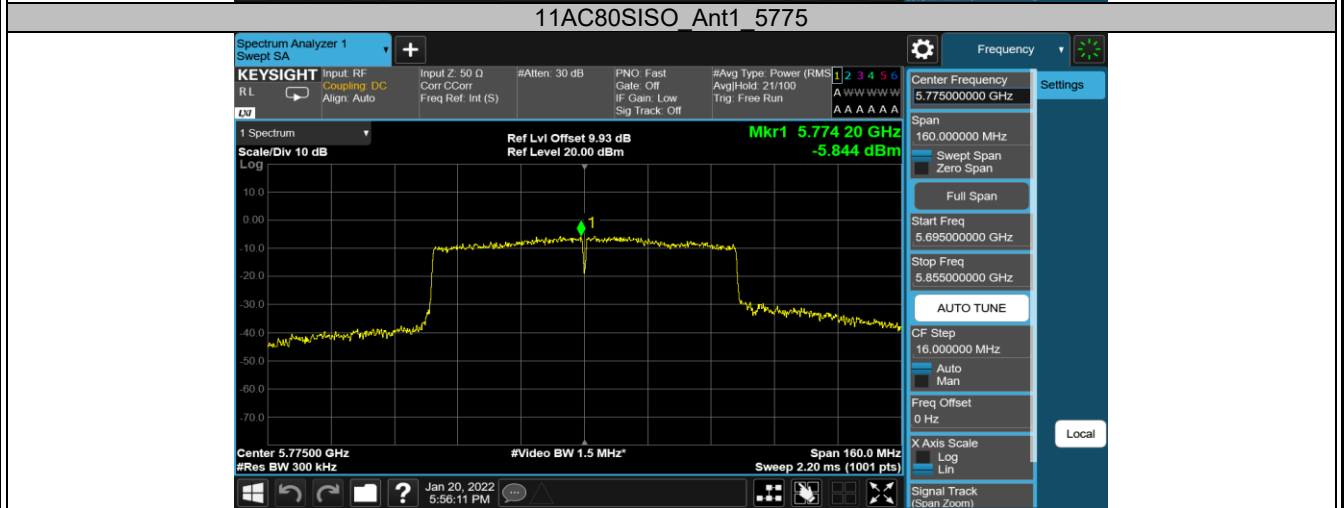 11AC80SISO_Ant1_5775
Spectrum Analyzer 1
Swept SA
Frequency
KEYSIGHT
RL
LXI
Input: RF
Coupling: DC
Align: Auto
Input Z: 50 Ω
Corr CCorr
Freq Ref: Int (S)
#Atten: 30 dB
PNO: Fast
Gate: Off
IF Gain: Low
Sig Track: Off
#Avg Type: Power (RMS
Avg|Hold: 21/100
Trig: Free Run
1 2 3 4 5 6
A W W W W W
A A A A A A
1 Spectrum
Scale/Div 10 dB
Log
Ref Lvl Offset 9.93 dB
Ref Level 20.00 dBm
Mkr1 5.774 20 GHz
-5.844 dBm
10.0
0.00
-10.0
-20.0
-30.0
-40.0
-50.0
-60.0
-70.0
1
Center 5.77500 GHz
#Res BW 300 kHz
#Video BW 1.5 MHz*
Span 160.0 MHz
Sweep 2.20 ms (1001 pts)
Jan 20, 2022
5:56:11 PM
Center Frequency
5.775000000 GHz
Settings
Span
160.000000 MHz
Swept Span
Zero Span
Full Span
Start Freq
5.695000000 GHz
Stop Freq
5.855000000 GHz
AUTO TUNE
CF Step
16.000000 MHz
Auto
Man
Freq Offset
0 Hz
X Axis Scale
Log
Lin
Local
Signal Track
(Span Zoom)